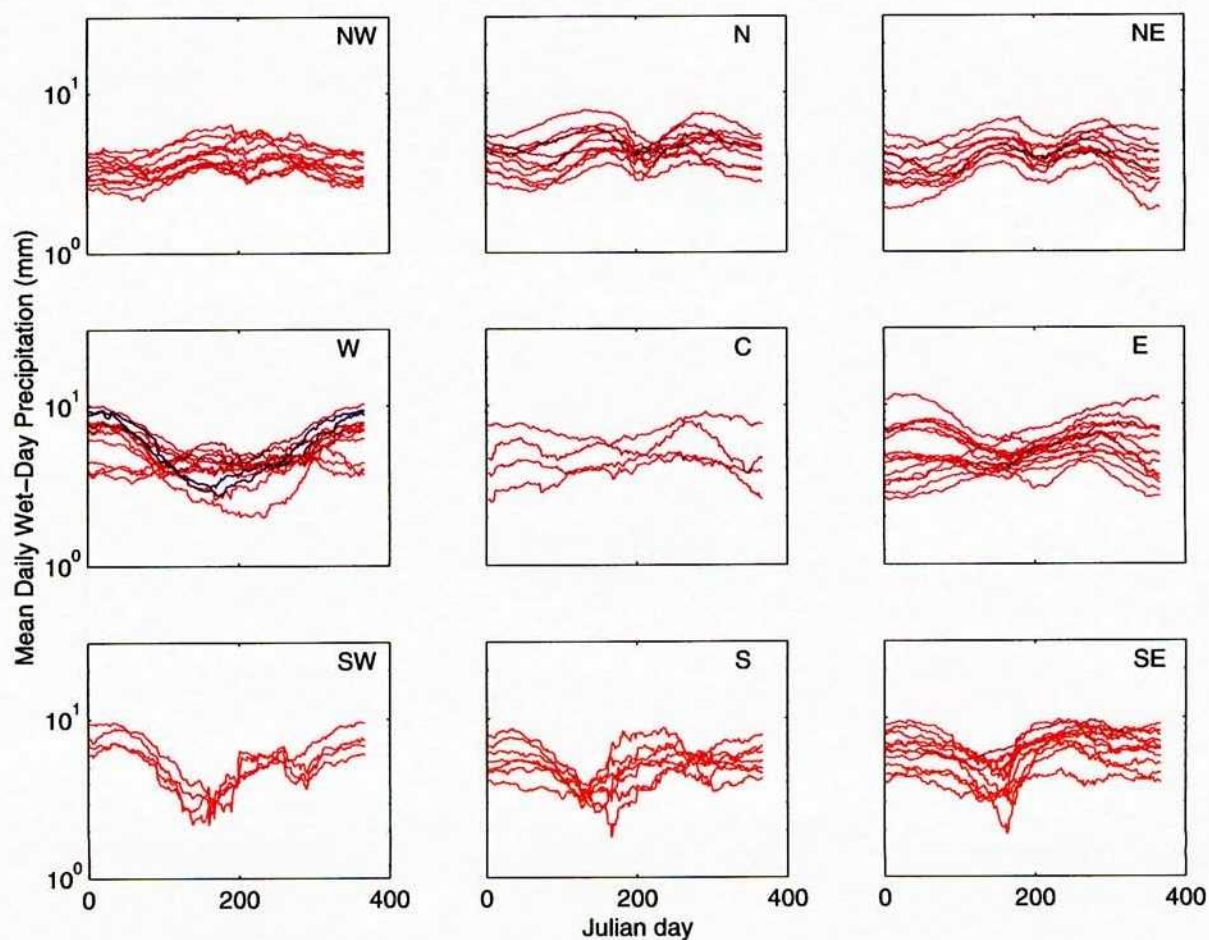 NW
N
NE
10^1
10^0
W
C
E
10^1
10^0
Mean Daily Wet-Day Precipitation (mm)
SW
S
SE
10^1
10^0
0 200 400 0 200 400 0 200 400
Julian day